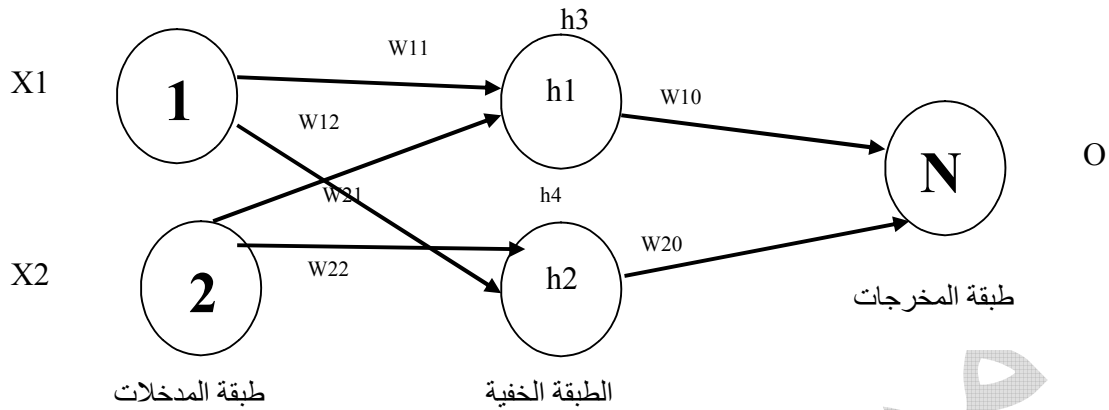 h3
X1
1
W11
h1
W10
W12
N
O
W21
h4
X2
2
W22
h2
W20
طبقة المخرجات
طبقة المدخلات
الطبقة الخفية